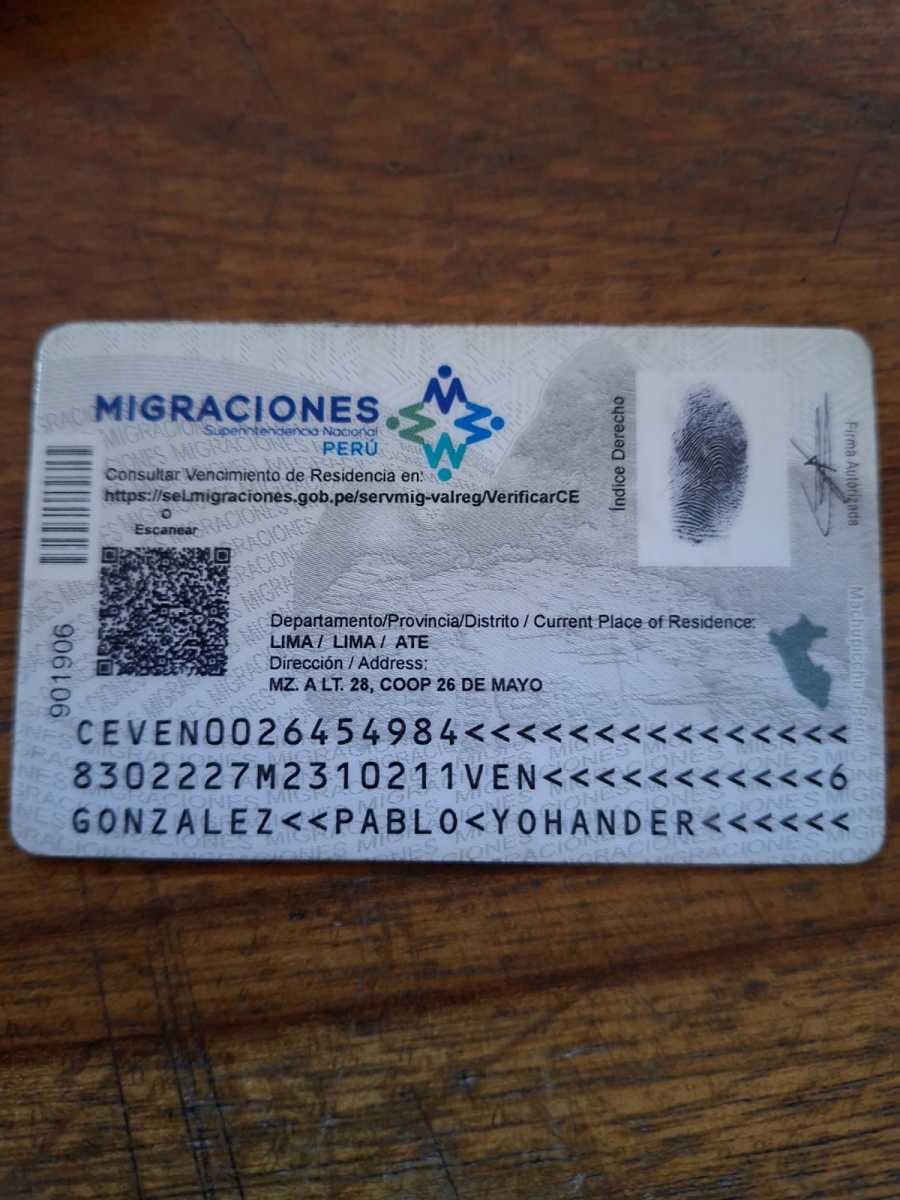 MIGRACIONES
Superintendencia Nacional
PERÚ
Consultar Vencimiento de Residencia en:
https://sel.migraciones.gob.pe/servmig-valreg/VerificarCE
O
Escanear
Índice Derecho
Firma Autorizada
901906
Departamento/Provincia/Distrito / Current Place of Residence:
LIMA / LIMA / ATE
Dirección / Address:
MZ. A LT. 28, COOP 26 DE MAYO
CEVEN0026454984<<<<<<<<<<<<<<<
8302227M2310211VEN<<<<<<<<<<<6
GONZALEZ<<PABLO<YOHANDER<<<<<<